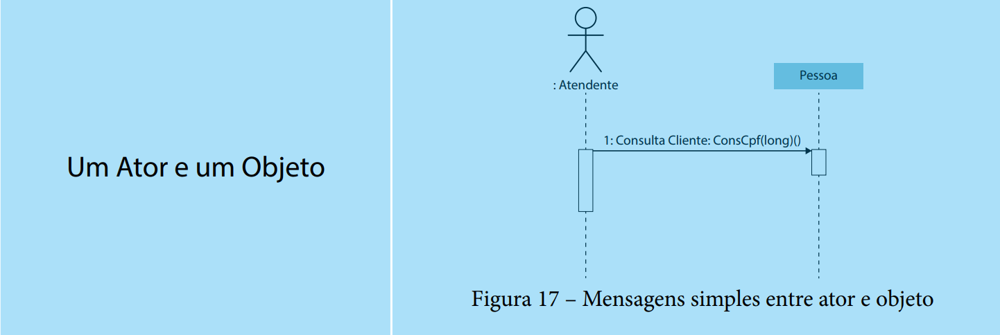 Um Ator e um Objeto
: Atendente
Pessoa
1: Consulta Cliente: ConsCpf(long)()
Figura 17 – Mensagens simples entre ator e objeto